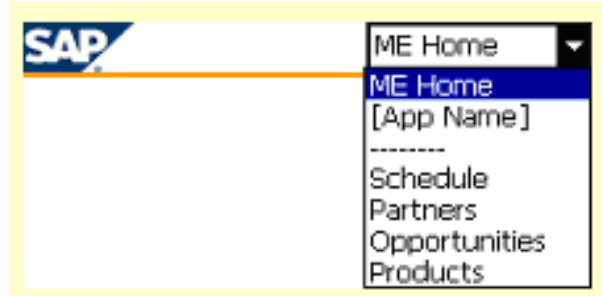 SAP
ME Home
ME Home
[App Name]
--------
Schedule
Partners
Opportunities
Products